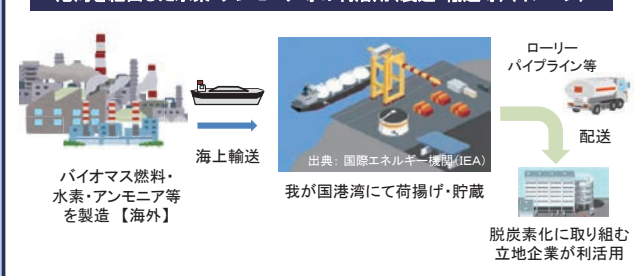 ローリー
パイプライン等
海上輸送
配送
出典: 国際エネルギー機関(IEA)
バイオマス燃料・
水素・アンモニア等
を製造 【海外】
我が国港湾にて荷揚げ・貯蔵
脱炭素化に取り組む
立地企業が利活用